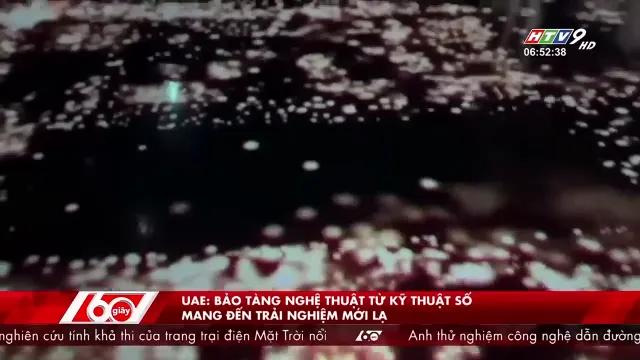 HTV9 HD
06:52:38
60 giây
UAE: BẢO TÀNG NGHỆ THUẬT TỪ KỸ THUẬT SỐ
MANG ĐẾN TRẢI NGHIỆM MỚI LẠ
nghiên cứu tính khả thi của trang trại điện Mặt Trời nổi 60 Anh thử nghiệm công nghệ dẫn đường